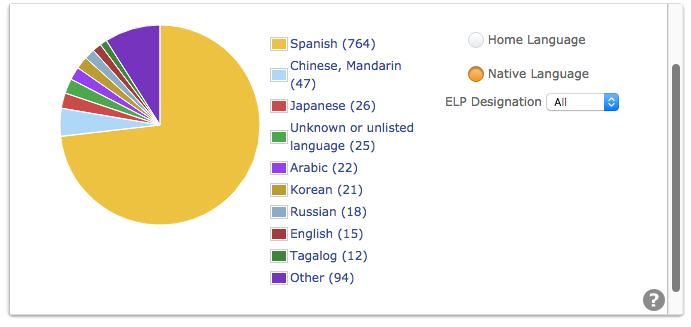 Spanish (764)
Chinese, Mandarin
(47)
Japanese (26)
Unknown or unlisted
language (25)
Arabic (22)
Korean (21)
Russian (18)
English (15)
Tagalog (12)
Other (94)
Home Language
Native Language
ELP Designation All
?